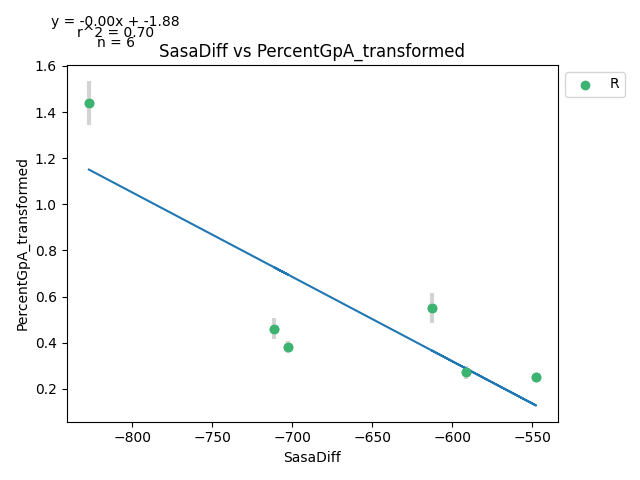 y = -0.00x + -1.88
r^2 = 0.70
n = 6
SasaDiff vs PercentGpA_transformed
R
1.6
1.4
1.2
1.0
0.8
0.6
0.4
0.2
PercentGpA_transformed
−800
−750
−700
−650
−600
−550
SasaDiff